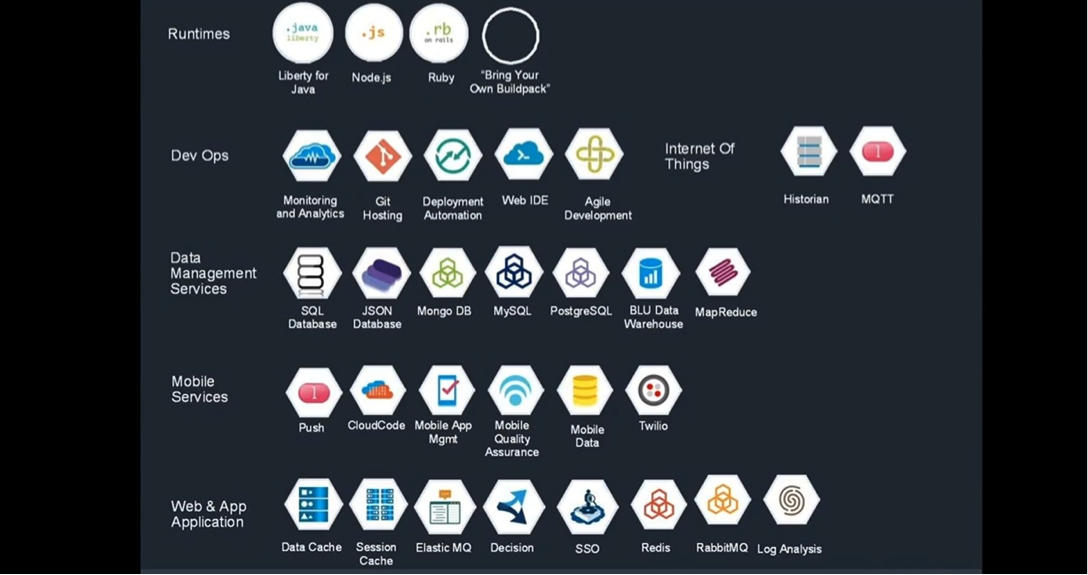 Runtimes
.java
liberty
.js
.rb
on rails
Liberty for
Java
Node.js
Ruby
"Bring Your
Own Buildpack"
Dev Ops
Monitoring
and Analytics
Git
Hosting
Deployment
Automation
Web IDE
Agile
Development
Internet Of
Things
1
Historian
MQTT
Data
Management
Services
SQL
Database
JSON
Database
Mongo DB
MySQL
PostgreSQL
BLU Data
Warehouse
MapReduce
Mobile
Services
1
Push
CloudCode
Mobile App
Mgmt
Mobile
Quality
Assurance
Mobile
Data
Twilio
Web & App
Application
Data Cache
Session
Cache
Elastic MQ
Decision
SSO
Redis
RabbitMQ
Log Analysis